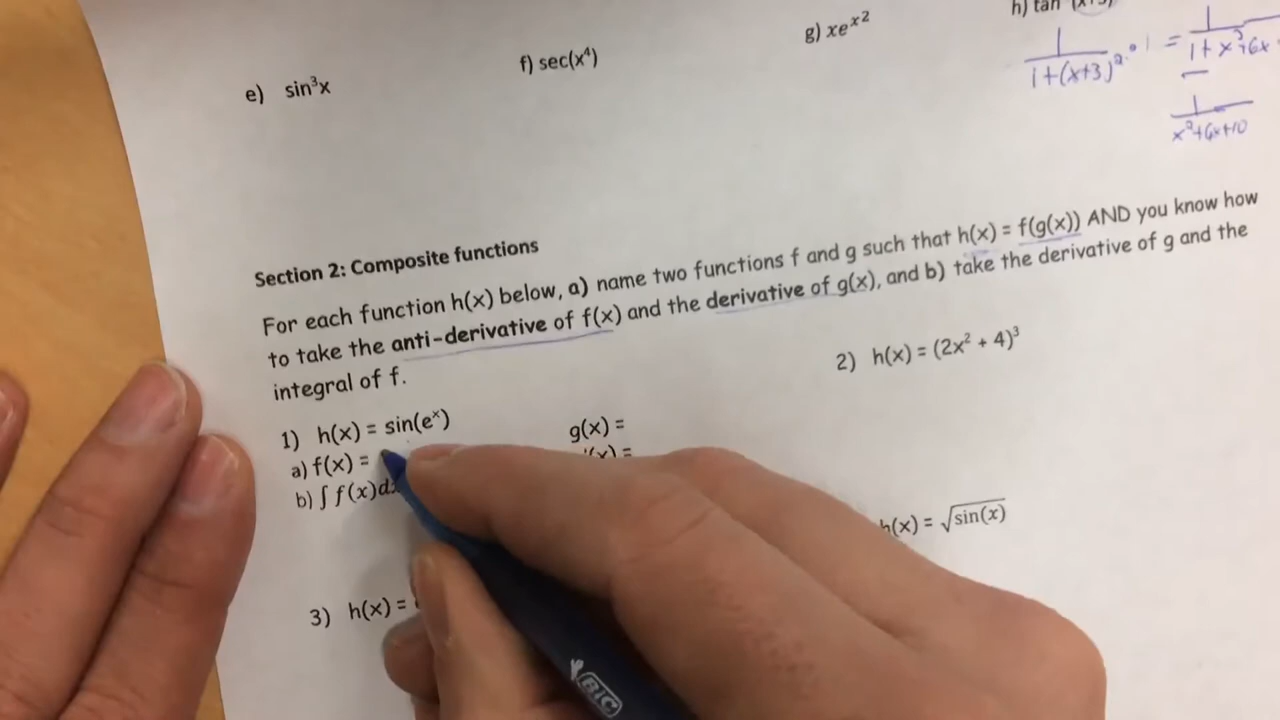 h) tan
g) xe^x^2
f) sec(x⁴)
e) sin³x
1/(1+(x+3)²) · 1 = 1/(1+x²+6x
1/(x²+6x+10)
Section 2: Composite functions
For each function h(x) below, a) name two functions f and g such that h(x) = f(g(x)) AND you know how
to take the anti-derivative of f(x) and the derivative of g(x), and b) take the derivative of g and the
integral of f.
1) h(x) = sin(eˣ)
g(x) =
2) h(x) = (2x² + 4)³
a) f(x) =
'(x) =
b) ∫ f(x)dx
h(x) = √sin(x)
3) h(x) =
BIC